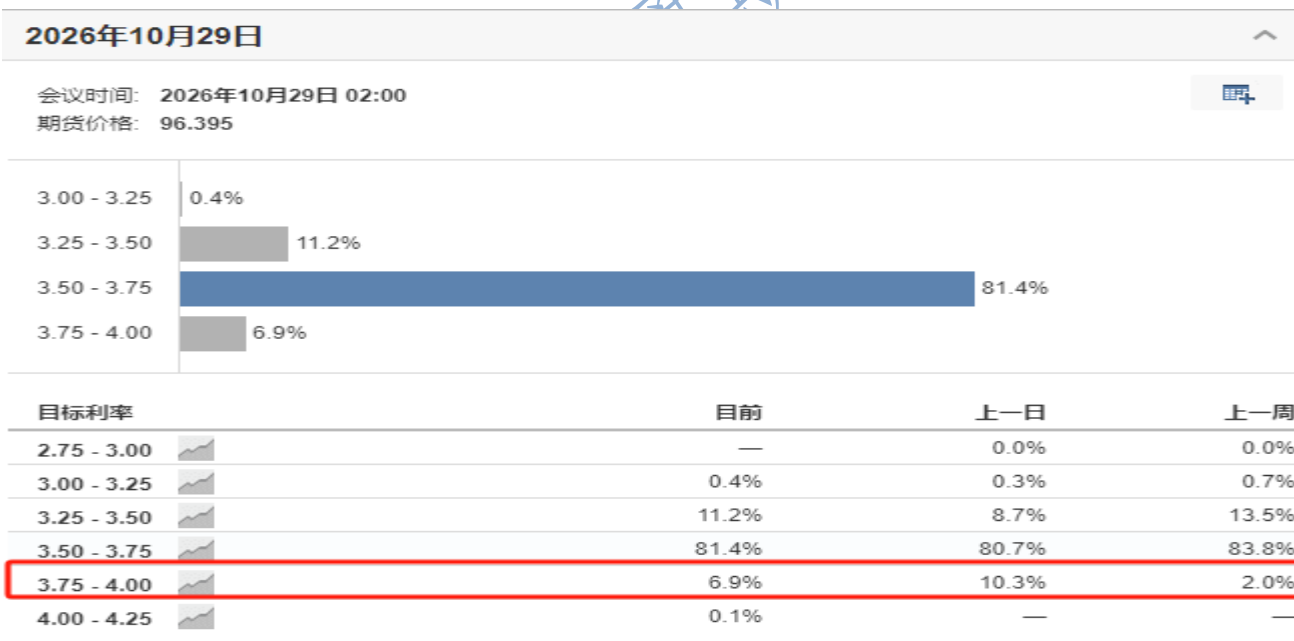 2026年10月29日
会议时间: 2026年10月29日 02:00
期货价格: 96.395
3.00 - 3.25 0.4%
3.25 - 3.50 11.2%
3.50 - 3.75 81.4%
3.75 - 4.00 6.9%
目标利率 目前 上一日 上一周
2.75 - 3.00 — 0.0% 0.0%
3.00 - 3.25 0.4% 0.3% 0.7%
3.25 - 3.50 11.2% 8.7% 13.5%
3.50 - 3.75 81.4% 80.7% 83.8%
3.75 - 4.00 6.9% 10.3% 2.0%
4.00 - 4.25 0.1% — —